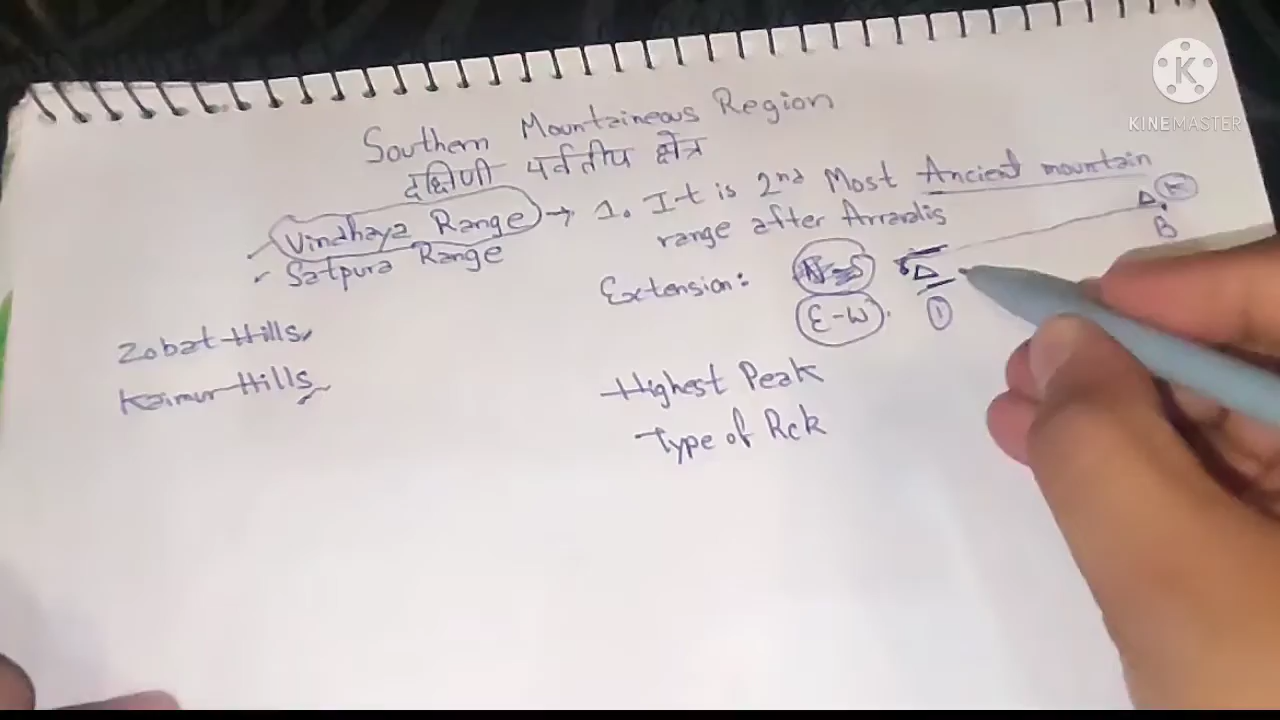 Southern Mountaineous Region
दक्षिणी पर्वतीय क्षेत्र
Vindhaya Range → 1. It is 2nd Most Ancient mountain
range after Arravalis
Satpura Range
Extension: N-S
E-W
1
K
B
Zobat Hills
Kaimur Hills
Highest Peak
Type of Rck
KINEMASTER